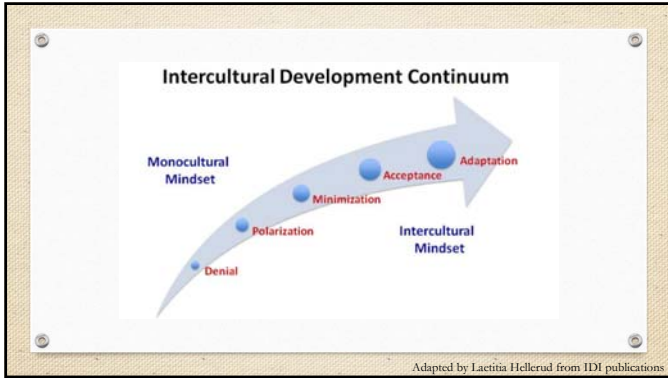 Intercultural Development Continuum
Monocultural
Mindset
Adaptation
Acceptance
Minimization
Polarization
Intercultural
Mindset
Denial
Adapted by Laetitia Hellerud from IDI publications